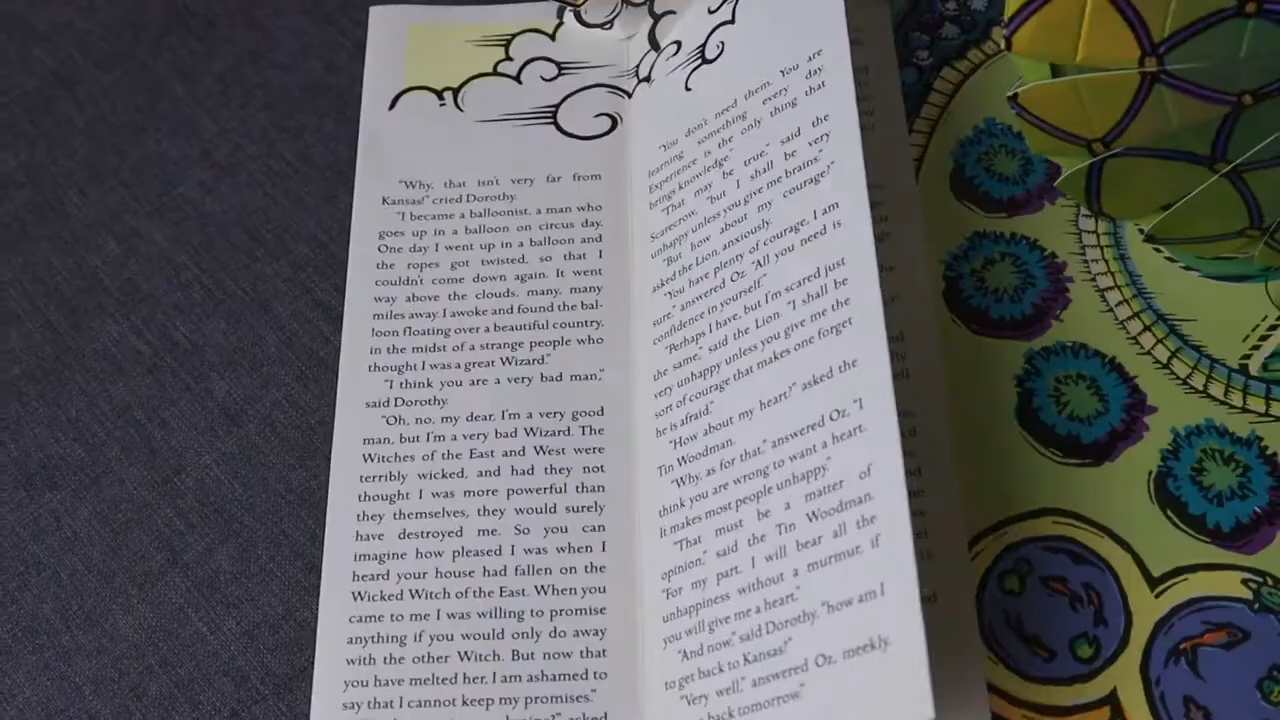 "Why, that isn't very far from
Kansas!" cried Dorothy.
"I became a balloonist, a man who
goes up in a balloon on circus day.
One day I went up in a balloon and
the ropes got twisted, so that I
couldn't come down again. It went
way above the clouds, many, many
miles away. I awoke and found the bal-
loon floating over a beautiful country,
in the midst of a strange people who
thought I was a great Wizard."
"I think you are a very bad man,"
said Dorothy.
"Oh, no, my dear, I'm a very good
man, but I'm a very bad Wizard. The
Witches of the East and West were
terribly wicked, and had they not
thought I was more powerful than
they themselves, they would surely
have destroyed me. So you can
imagine how pleased I was when I
heard your house had fallen on the
Wicked Witch of the East. When you
came to me I was willing to promise
anything if you would only do away
with the other Witch. But now that
you have melted her, I am ashamed to
say that I cannot keep my promises."
asked
"You don't need them. You are
learning something every day.
Experience is the only thing that
brings knowledge."
"That may be true," said the
Scarecrow, "but I shall be very
unhappy unless you give me brains."
"But how about my courage?"
asked the Lion, anxiously.
"You have plenty of courage, I am
sure," answered Oz. "All you need is
confidence in yourself."
"Perhaps I have, but I'm scared just
the same," said the Lion. "I shall be
very unhappy unless you give me the
sort of courage that makes one forget
he is afraid."
"How about my heart?" asked the
Tin Woodman.
"Why, as for that," answered Oz, "I
think you are wrong to want a heart.
It makes most people unhappy."
"That must be a matter of
opinion," said the Tin Woodman.
"For my part, I will bear all the
unhappiness without a murmur, if
you will give me a heart."
"And now," said Dorothy, "how am I
to get back to Kansas?"
"Very well," answered Oz, meekly.
back tomorrow."